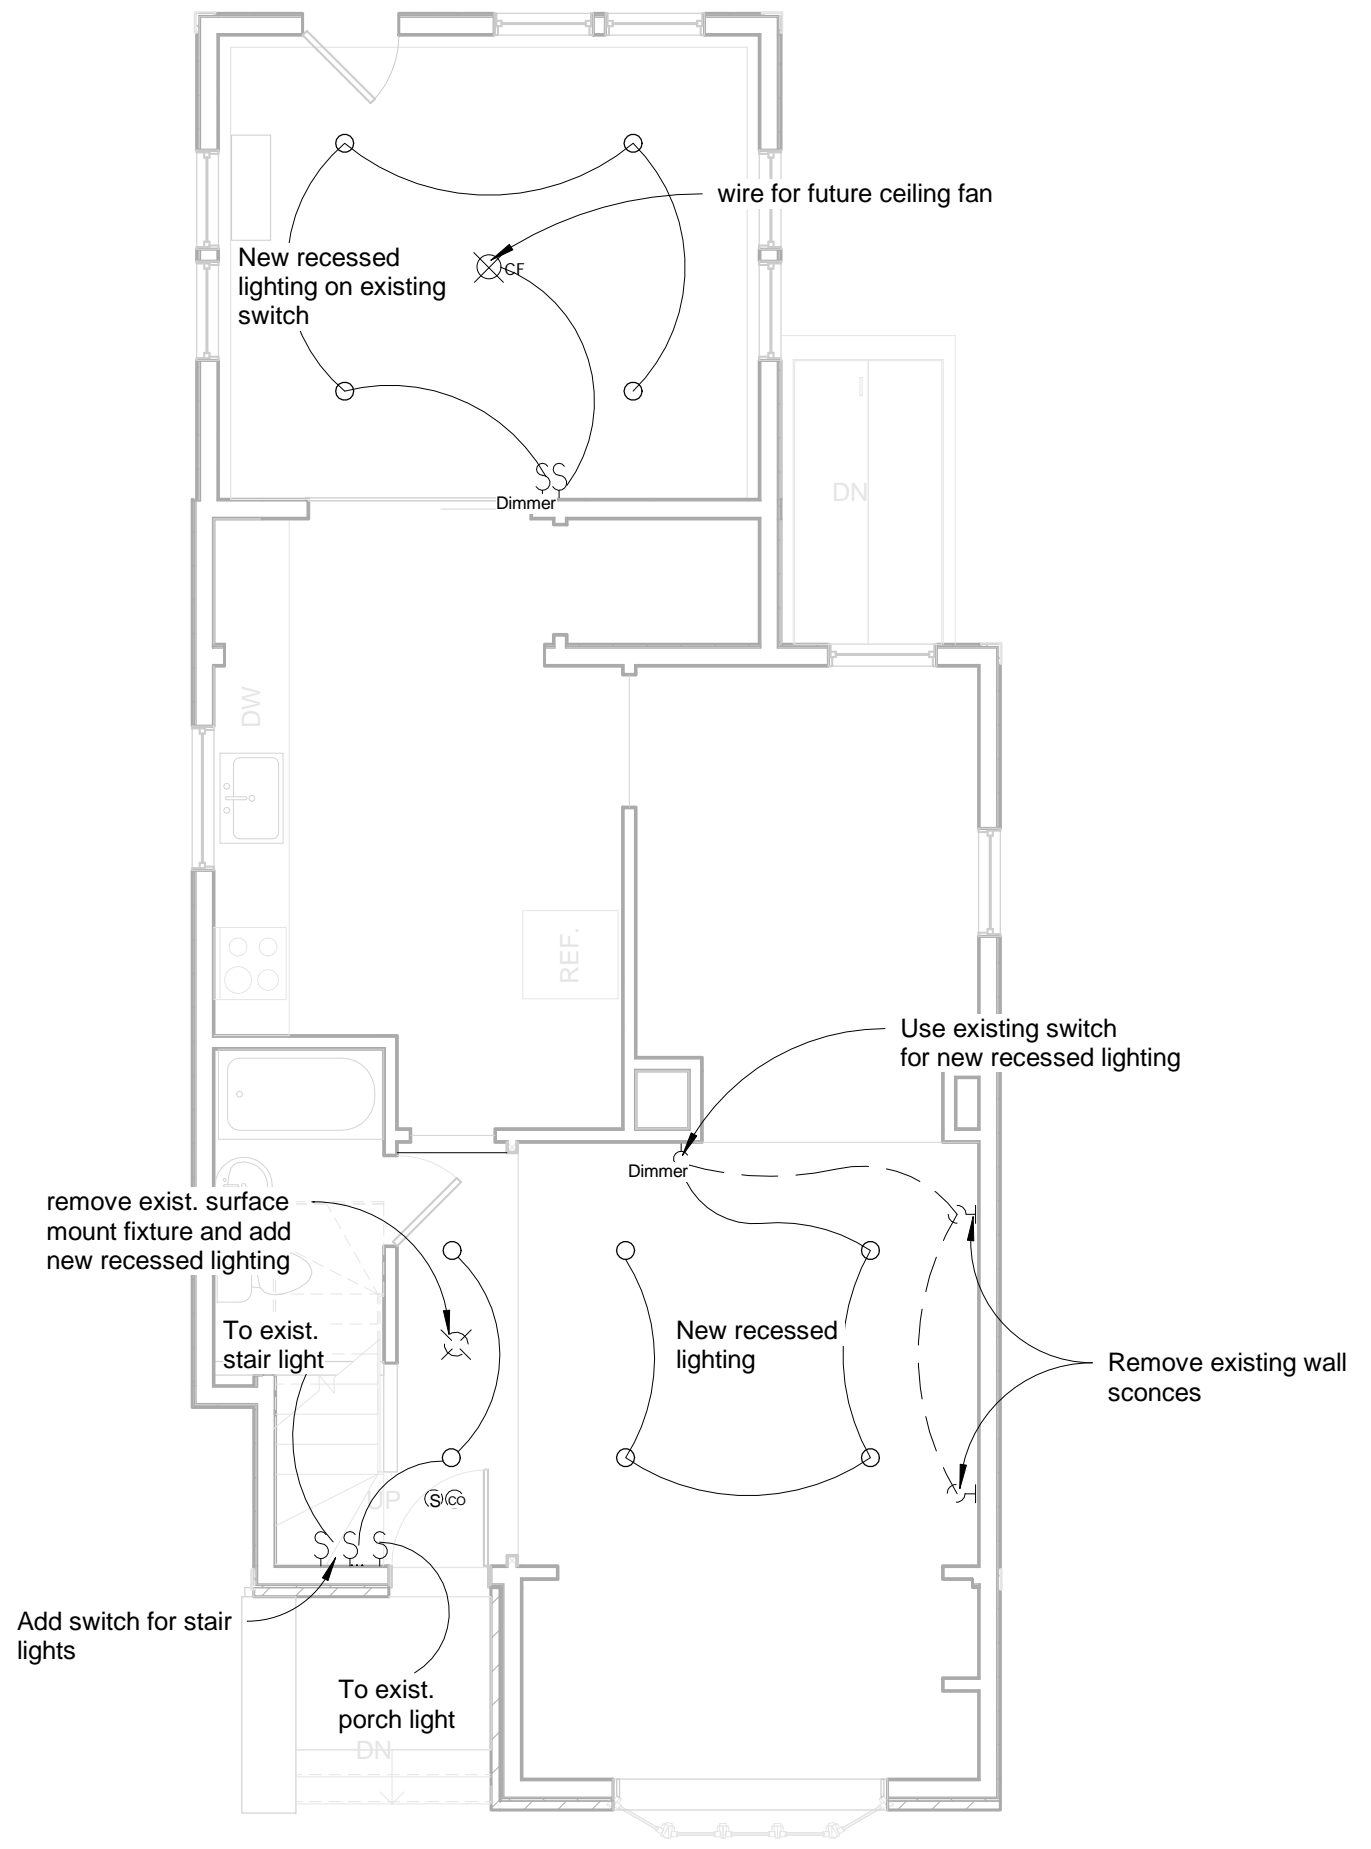 wire for future ceiling fan
New recessed
lighting on existing
switch
CF
SS
Dimmer
DN
DW
REF.
Use existing switch
for new recessed lighting
Dimmer
remove exist. surface
mount fixture and add
new recessed lighting
To exist.
stair light
New recessed
lighting
Remove existing wall
sconces
UP
S CO
S S S
Add switch for stair
lights
To exist.
porch light
DN